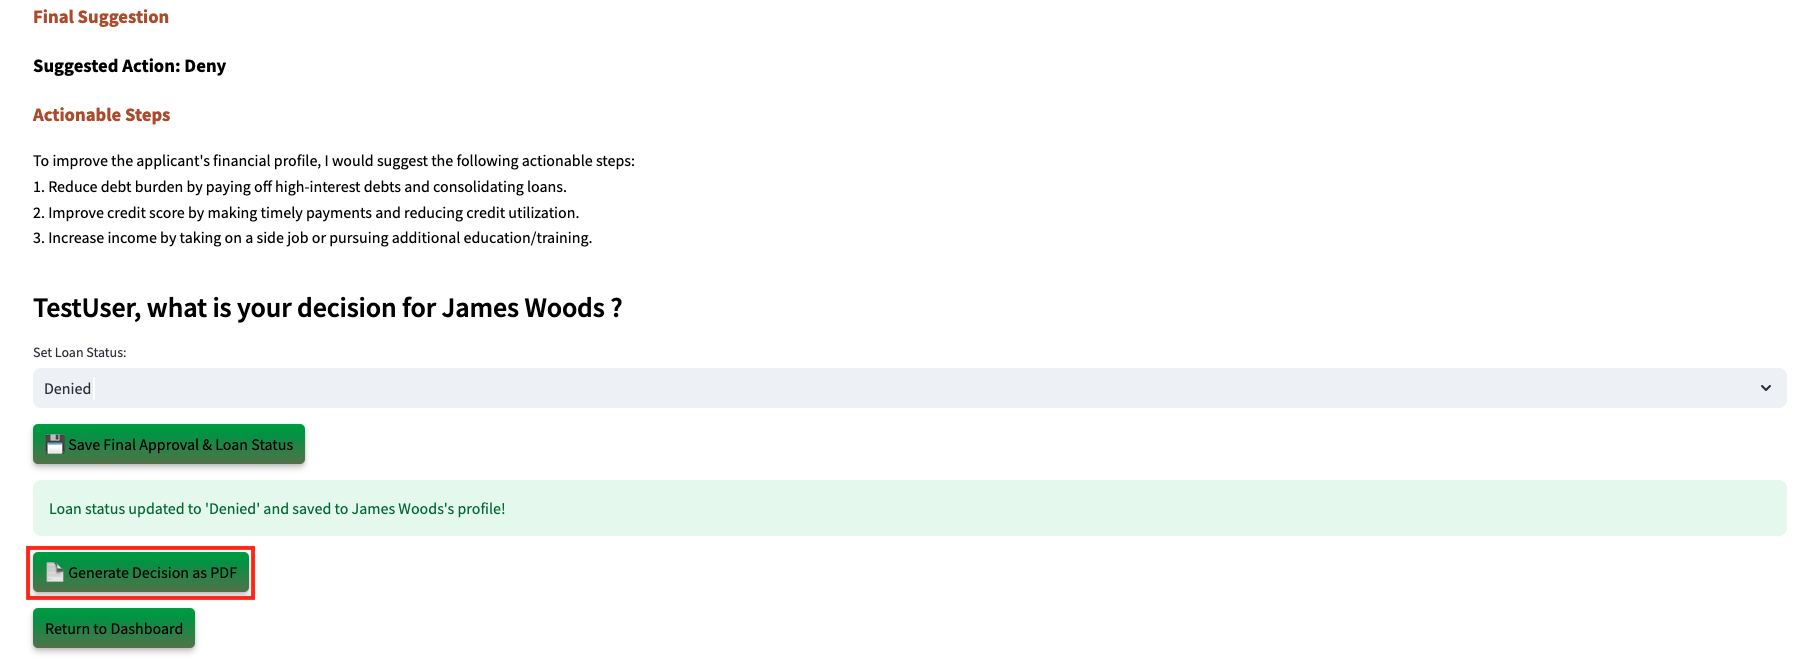 Final Suggestion
Suggested Action: Deny
Actionable Steps
To improve the applicant's financial profile, I would suggest the following actionable steps:
1. Reduce debt burden by paying off high-interest debts and consolidating loans.
2. Improve credit score by making timely payments and reducing credit utilization.
3. Increase income by taking on a side job or pursuing additional education/training.
TestUser, what is your decision for James Woods ?
Set Loan Status:
Denied
Save Final Approval & Loan Status
Loan status updated to 'Denied' and saved to James Woods's profile!
Generate Decision as PDF
Return to Dashboard